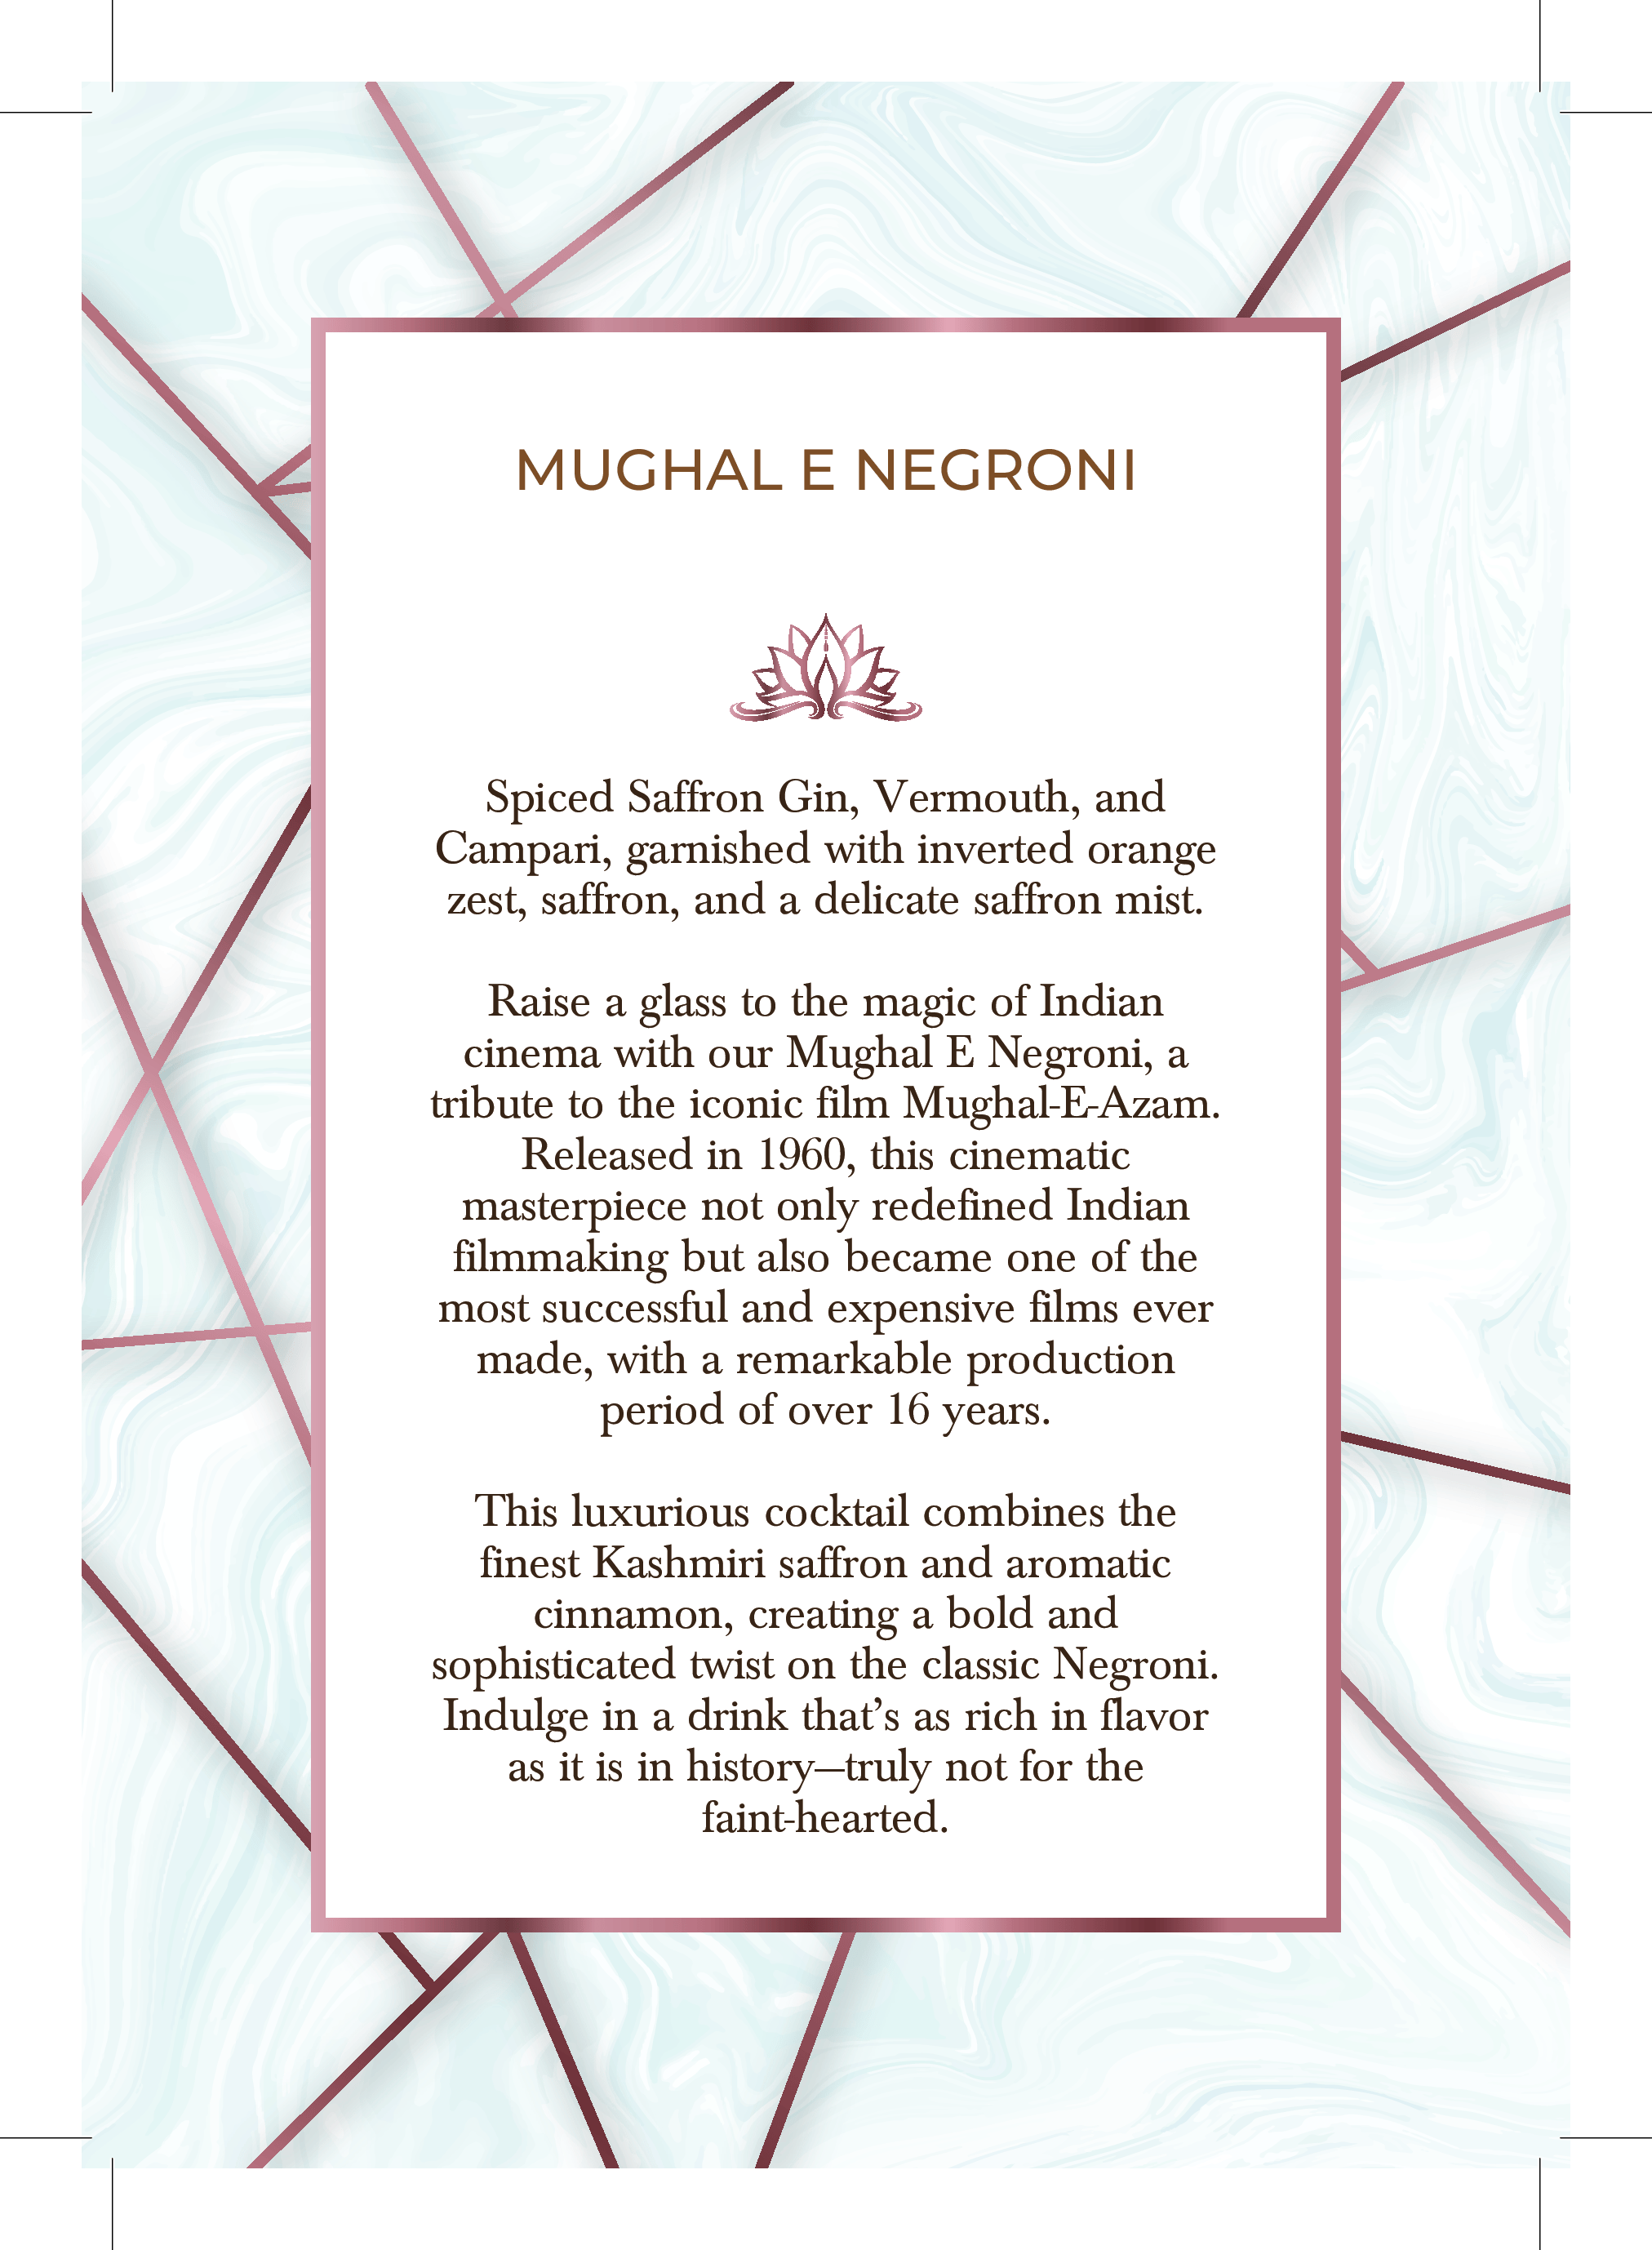 MUGHAL E NEGRONI
Spiced Saffron Gin, Vermouth, and
Campari, garnished with inverted orange
zest, saffron, and a delicate saffron mist.
Raise a glass to the magic of Indian
cinema with our Mughal E Negroni, a
tribute to the iconic film Mughal-E-Azam.
Released in 1960, this cinematic
masterpiece not only redefined Indian
filmmaking but also became one of the
most successful and expensive films ever
made, with a remarkable production
period of over 16 years.
This luxurious cocktail combines the
finest Kashmiri saffron and aromatic
cinnamon, creating a bold and
sophisticated twist on the classic Negroni.
Indulge in a drink that’s as rich in flavor
as it is in history—truly not for the
faint-hearted.